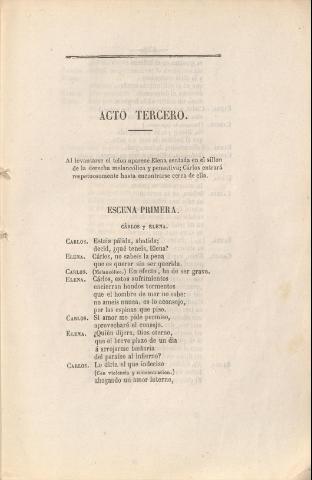 ACTO TERCERO.
Al levantarse el telon aparece Elena sentada en el sillon
de la derecha melancólica y pensativa; Cárlos entrará
respetuosamente hasta encontrarse cerca de ella.
ESCENA PRIMERA.
CÁRLOS y ELENA.
CARLOS. Estais pálida, abatida;
decid, ¿qué teneis, Elena?
ELENA. Cárlos, no sabeis la pena
que es querer sin ser querida.
CARLOS. (Melancólico.) En efecto, ha de ser grave.
ELENA. Cárlos, estos sufrimientos
encierran hondos tormentos
que el hombre de mar no sabe:
no ameis nunca, os lo aconsejo,
por las espinas que piso.
CARLOS. Si amor me pide permiso,
aprovecharé el consejo.
ELENA. ¿Quién dijera, Dios eterno,
que el breve plazo de un dia
á arrojarme bastaria
del paraiso al infierno?
CARLOS. Lo diria el que indeciso
(Con violencia y reconcentracion.)
ahogando un amor interno,